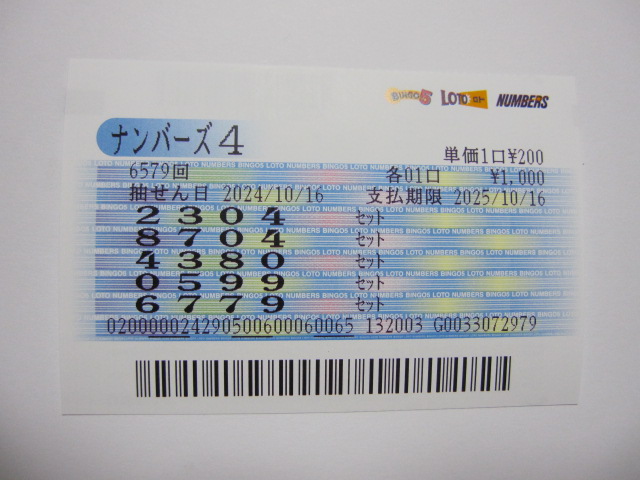 BINGO5 LOTO ロト NUMBERS
ナンバーズ4
単価1口¥200
6579回 各01口 ¥1,000
抽せん日 2024/10/16 支払期限 2025/10/16
2304 セット
8704 セット
4380 セット
0599 セット
6779 セット
020000024290500600060065 132003 G0033072979